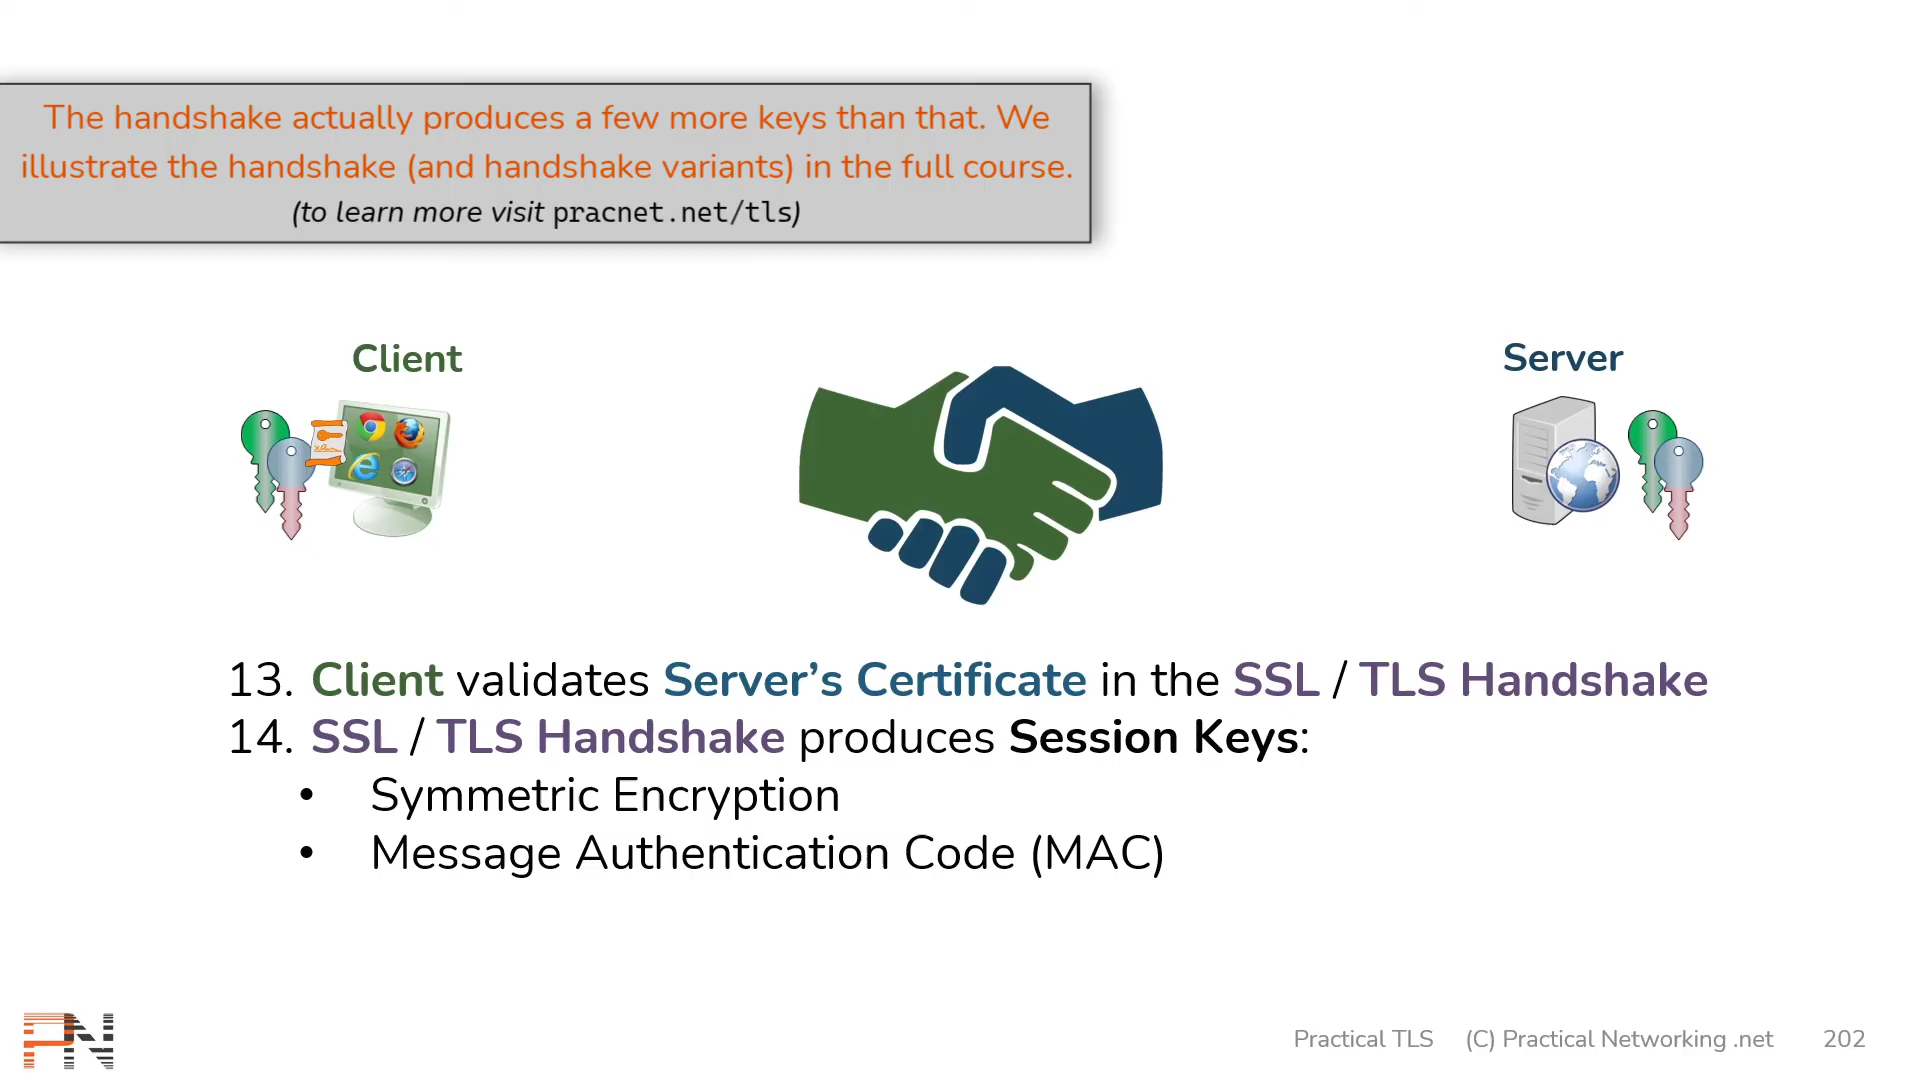 The handshake actually produces a few more keys than that. We
illustrate the handshake (and handshake variants) in the full course.
(to learn more visit pracnet.net/tls)
Client
Server
13. Client validates Server’s Certificate in the SSL / TLS Handshake
14. SSL / TLS Handshake produces Session Keys:
• Symmetric Encryption
• Message Authentication Code (MAC)
PN
Practical TLS (C) Practical Networking .net 202